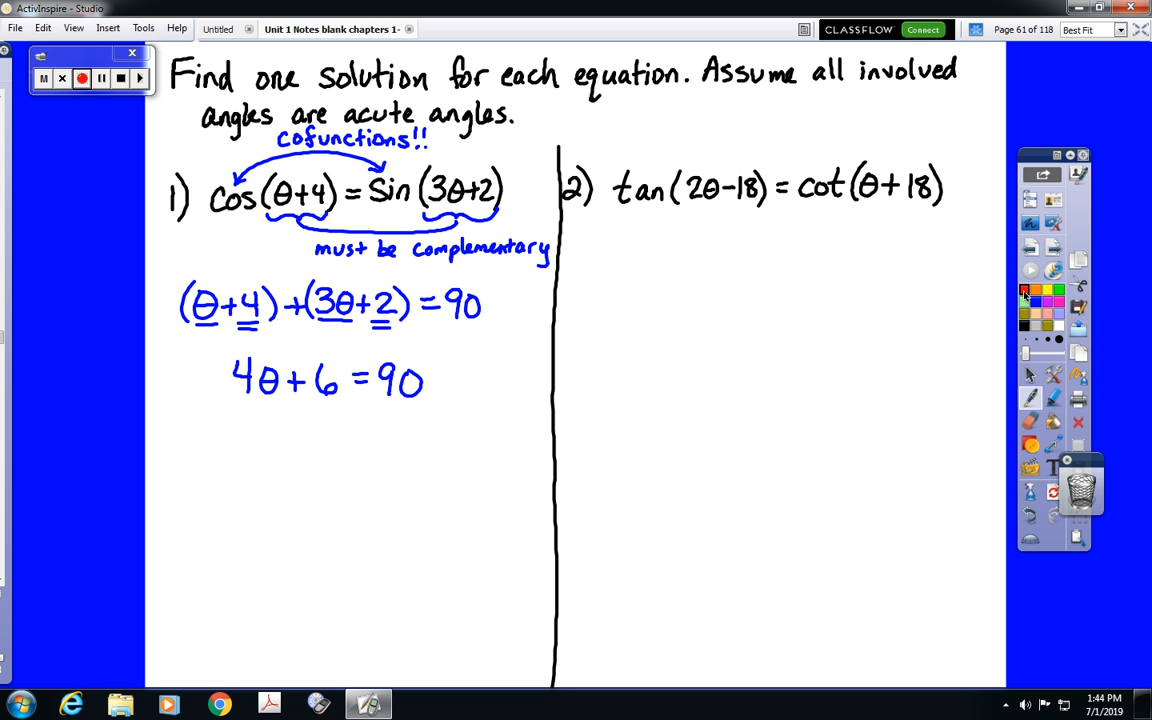 ActivInspire - Studio
File Edit View Insert Tools Help
Untitled
Unit 1 Notes blank chapters 1-
CLASSFLOW Connect
Page 61 of 118
Best Fit
M
Find one solution for each equation. Assume all involved
angles are acute angles.
cofunctions!!
1) cos(θ+4) = Sin(3θ+2)
must be complementary
(θ+4)+(3θ+2) = 90
4θ+6 = 90
2) tan(2θ-18) = cot(θ+18)
T
1:44 PM
7/1/2019